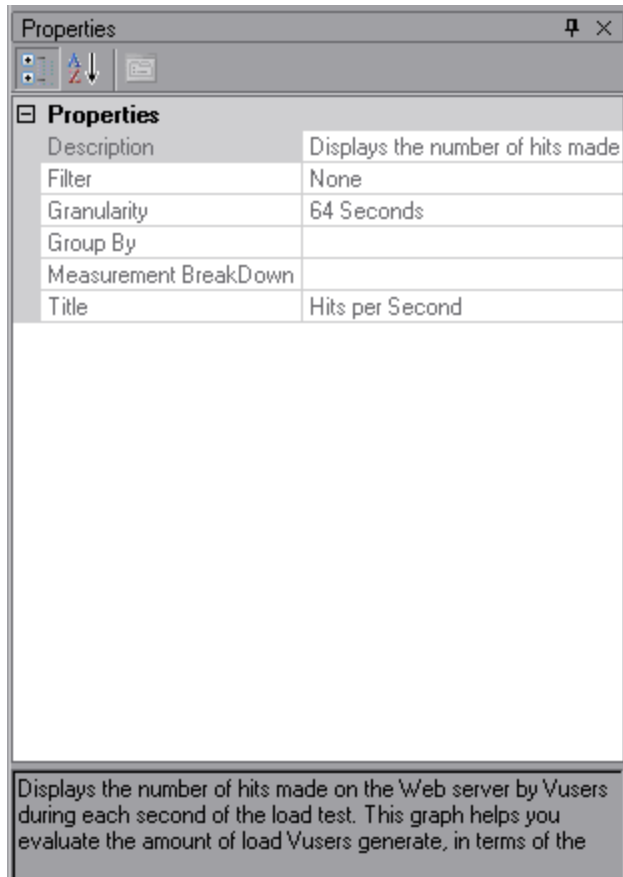 Properties
Properties
Description Displays the number of hits made
Filter None
Granularity 64 Seconds
Group By
Measurement BreakDown
Title Hits per Second
Displays the number of hits made on the Web server by Vusers
during each second of the load test. This graph helps you
evaluate the amount of load Vusers generate, in terms of the